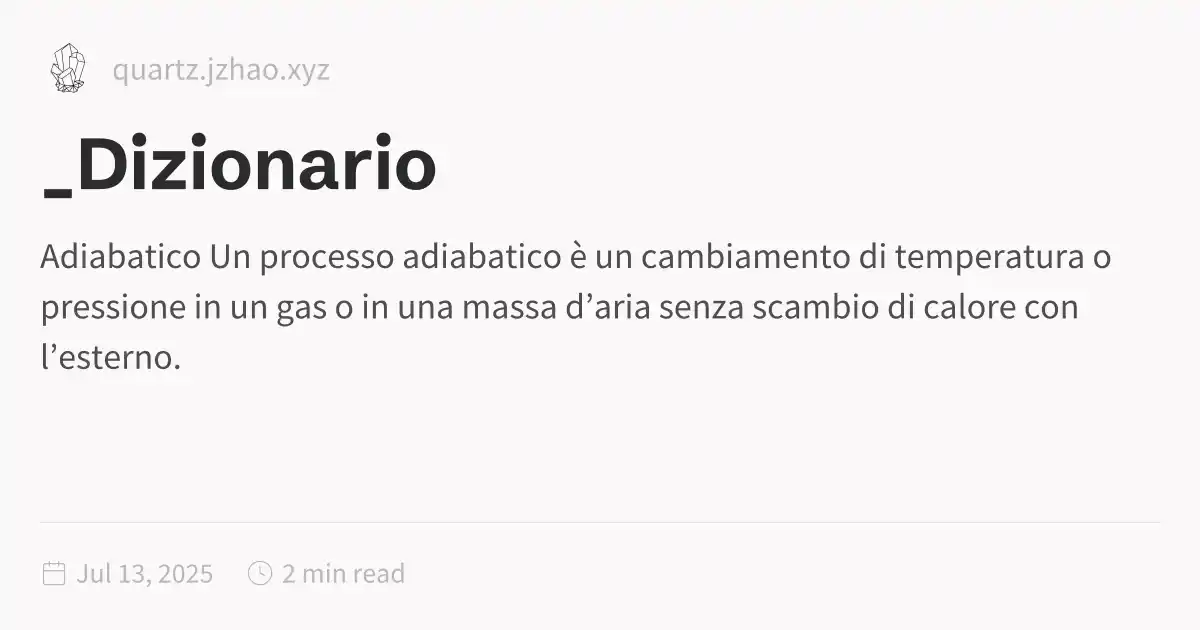 quartz.jzhao.xyz
_Dizionario
Adiabatico Un processo adiabatico è un cambiamento di temperatura o
pressione in un gas o in una massa d’aria senza scambio di calore con
l’esterno.
Jul 13, 2025 2 min read